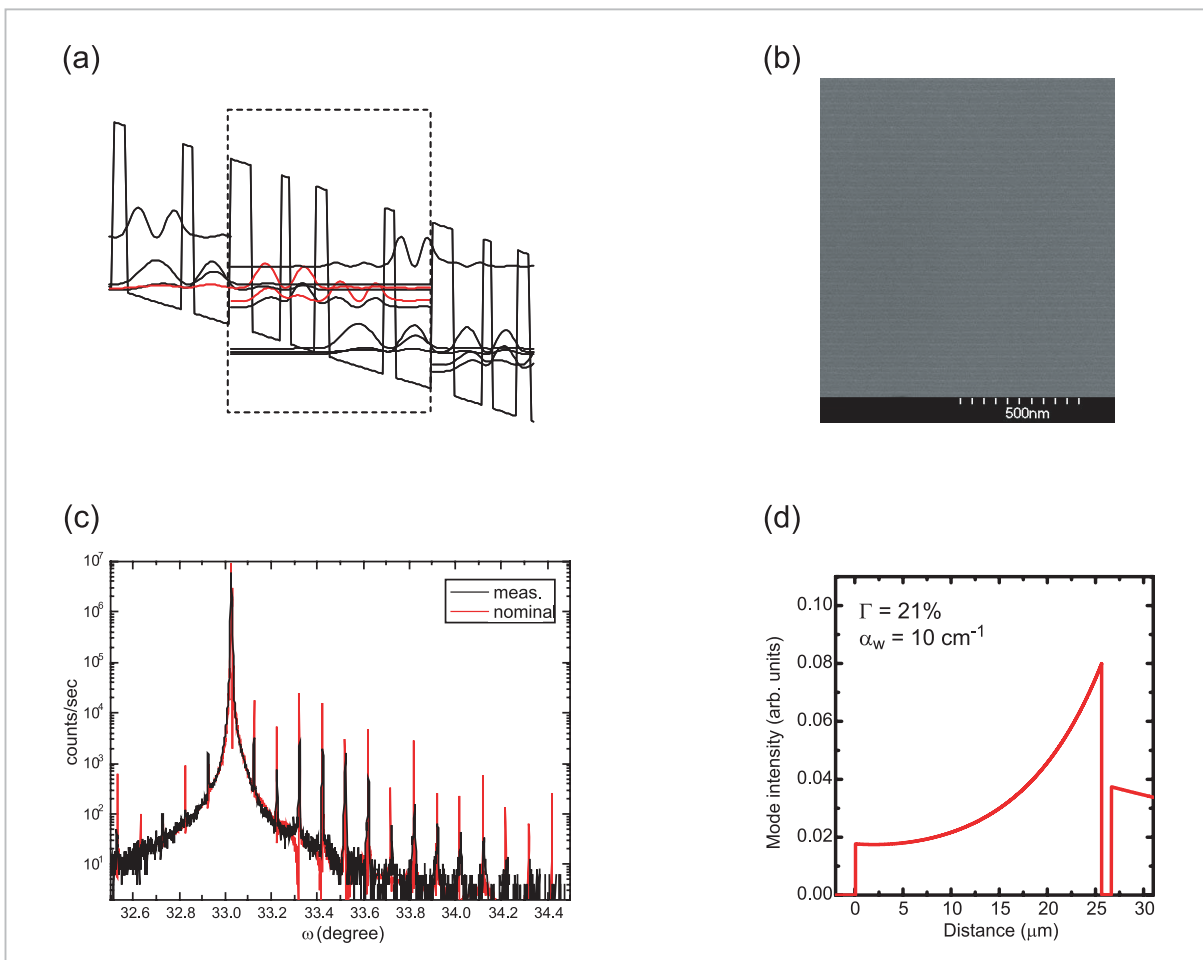 (a)
(b)
500nm
(c)
counts/sec
10⁷
10⁶
10⁵
10⁴
10³
10²
10¹
meas.
nominal
32.6 32.8 33.0 33.2 33.4 33.6 33.8 34.0 34.2 34.4
ω (degree)
(d)
Mode intensity (arb. units)
0.10
0.08
0.06
0.04
0.02
0.00
Γ = 21%
α_w = 10 cm⁻¹
0 5 10 15 20 25 30
Distance (μm)